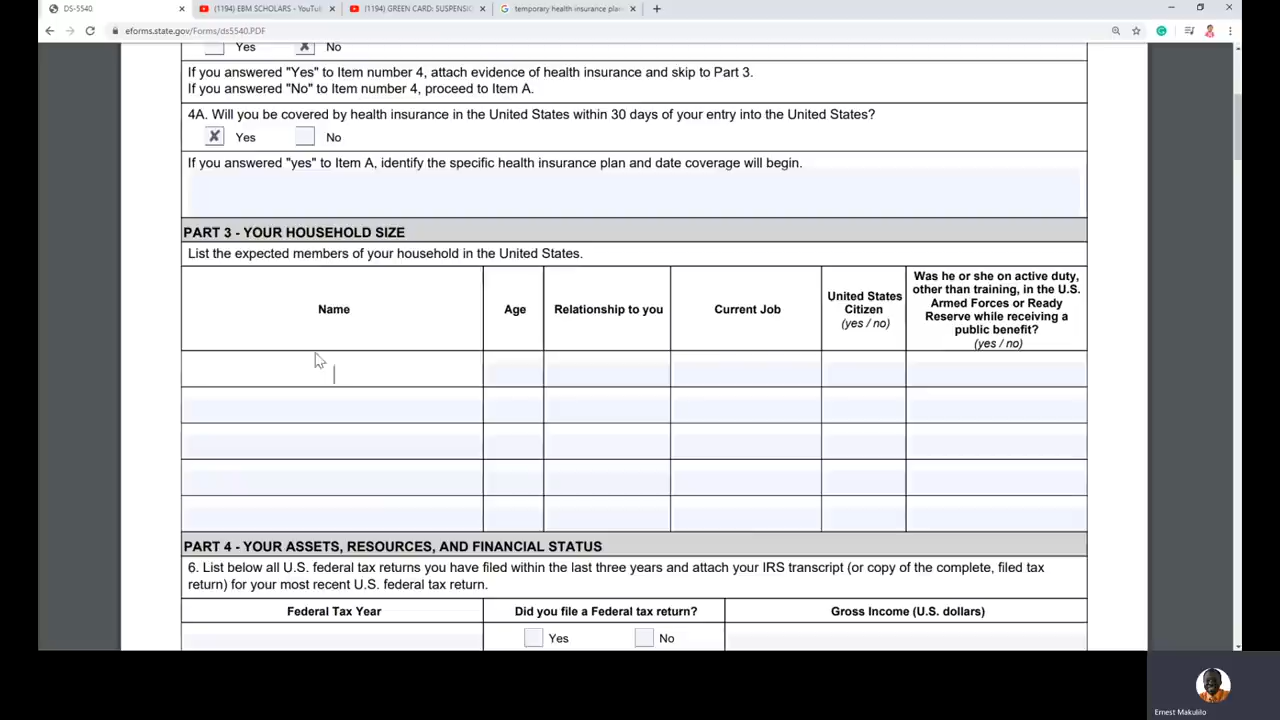 DS-5540
(1194) EBM SCHOLARS - YouTu
(1194) GREEN CARD: SUSPENSI
temporary health insurance plan
eforms.state.gov/Forms/ds5540.PDF
Yes No
If you answered "Yes" to Item number 4, attach evidence of health insurance and skip to Part 3.
If you answered "No" to Item number 4, proceed to Item A.
4A. Will you be covered by health insurance in the United States within 30 days of your entry into the United States?
Yes No
If you answered "yes" to Item A, identify the specific health insurance plan and date coverage will begin.
PART 3 - YOUR HOUSEHOLD SIZE
List the expected members of your household in the United States.
Name
Age
Relationship to you
Current Job
United States
Citizen
(yes / no)
Was he or she on active duty,
other than training, in the U.S.
Armed Forces or Ready
Reserve while receiving a
public benefit?
(yes / no)
PART 4 - YOUR ASSETS, RESOURCES, AND FINANCIAL STATUS
6. List below all U.S. federal tax returns you have filed within the last three years and attach your IRS transcript (or copy of the complete, filed tax
return) for your most recent U.S. federal tax return.
Federal Tax Year
Did you file a Federal tax return?
Gross Income (U.S. dollars)
Yes No
Ernest Makulilo